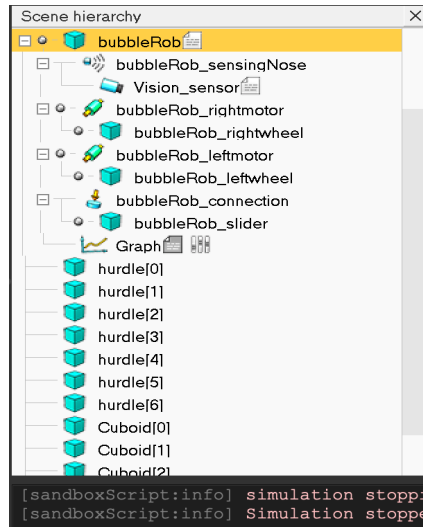 Scene hierarchy
bubbleRob
bubbleRob_sensingNose
Vision_sensor
bubbleRob_rightmotor
bubbleRob_rightwheel
bubbleRob_leftmotor
bubbleRob_leftwheel
bubbleRob_connection
bubbleRob_slider
Graph
hurdle[0]
hurdle[1]
hurdle[2]
hurdle[3]
hurdle[4]
hurdle[5]
hurdle[6]
Cuboid[0]
Cuboid[1]
Cuboid[2]
[sandboxScript:info] simulation stoppi
[sandboxScript:info] Simulation stoppe